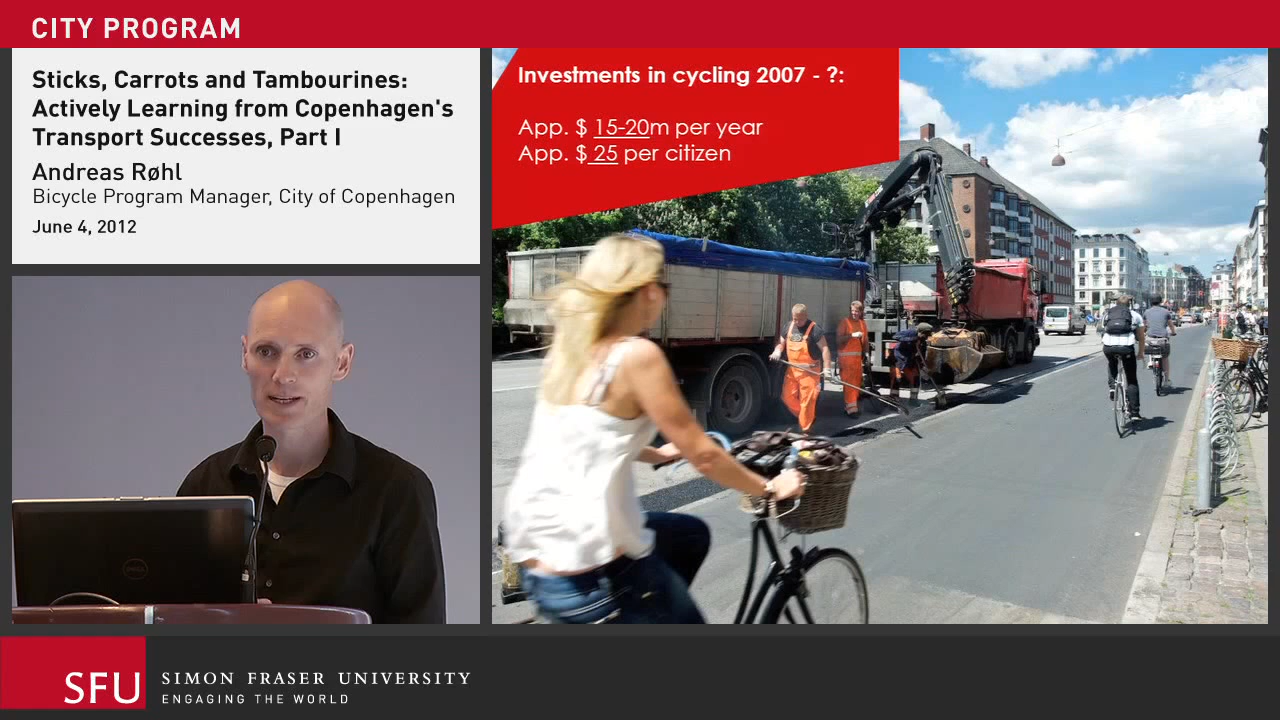 CITY PROGRAM
Sticks, Carrots and Tambourines:
Actively Learning from Copenhagen's
Transport Successes, Part I
Andreas Røhl
Bicycle Program Manager, City of Copenhagen
June 4, 2012
Investments in cycling 2007 - ?:
App. $ 15-20m per year
App. $ 25 per citizen
DELL
SFU
SIMON FRASER UNIVERSITY
ENGAGING THE WORLD